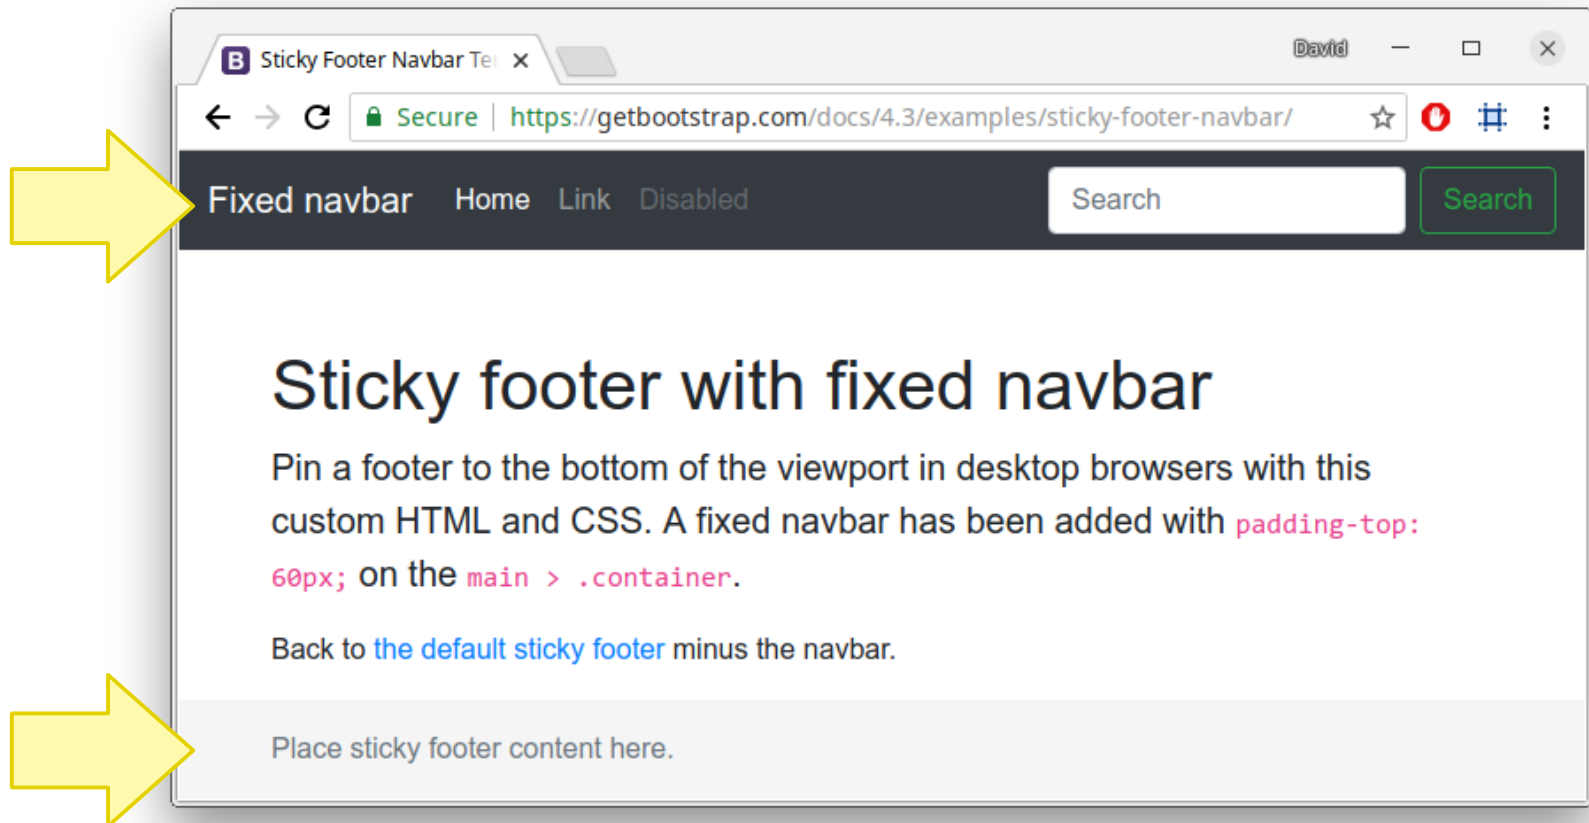 B Sticky Footer Navbar Te
David
Secure https://getbootstrap.com/docs/4.3/examples/sticky-footer-navbar/
Fixed navbar Home Link Disabled Search Search
Sticky footer with fixed navbar
Pin a footer to the bottom of the viewport in desktop browsers with this
custom HTML and CSS. A fixed navbar has been added with padding-top:
60px; on the main > .container.
Back to the default sticky footer minus the navbar.
Place sticky footer content here.